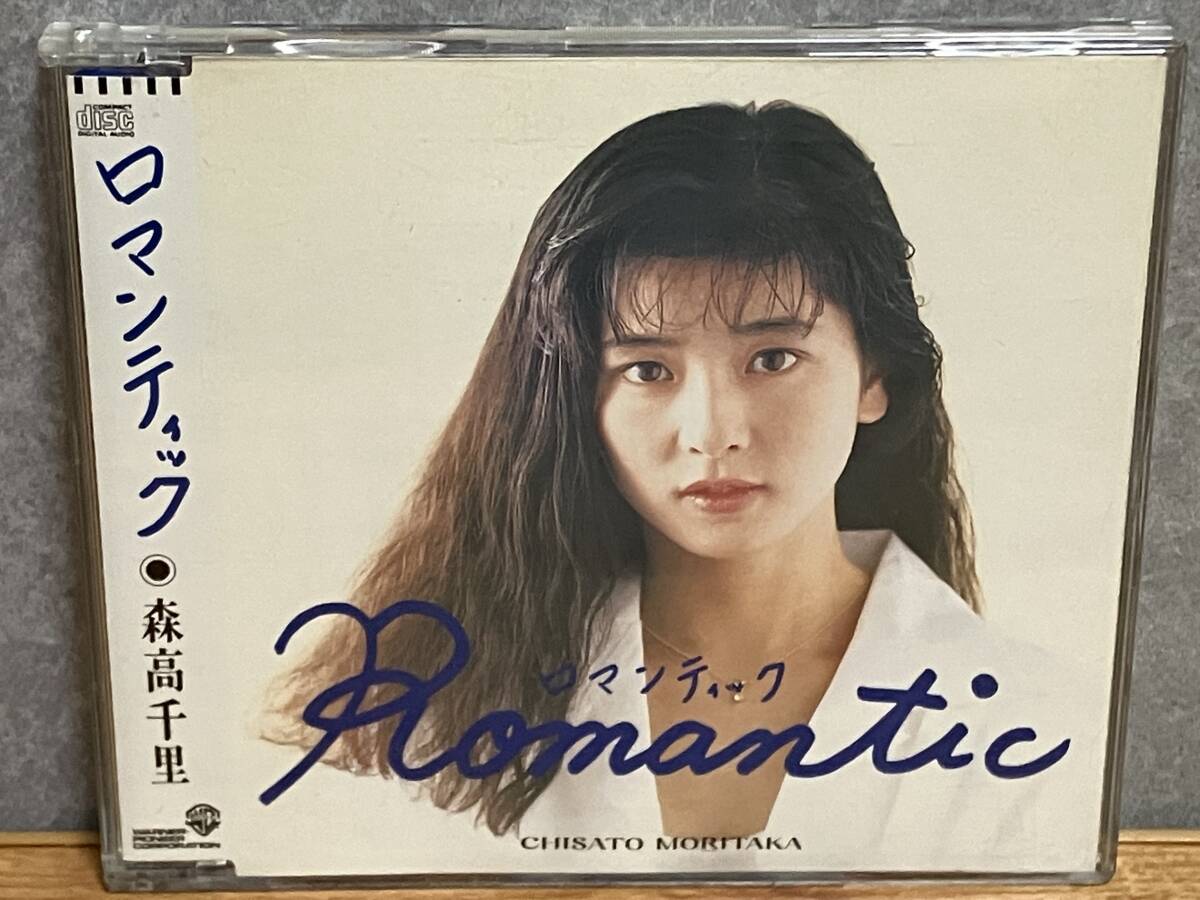 COMPACT
disc
DIGITAL AUDIO
ロマンティック
森高千里
WARNER
PIONEER
CORPORATION
ロマンティック
Romantic
CHISATO MORITAKA